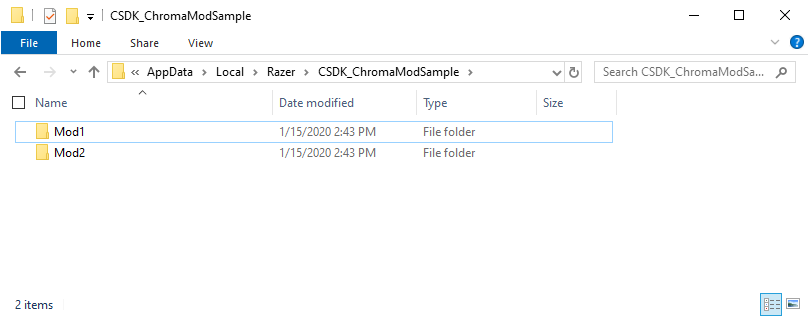 CSDK_ChromaModSample
File Home Share View
« AppData › Local › Razer › CSDK_ChromaModSample › Search CSDK_ChromaModSa...
Name Date modified Type Size
Mod1 1/15/2020 2:43 PM File folder
Mod2 1/15/2020 2:43 PM File folder
2 items